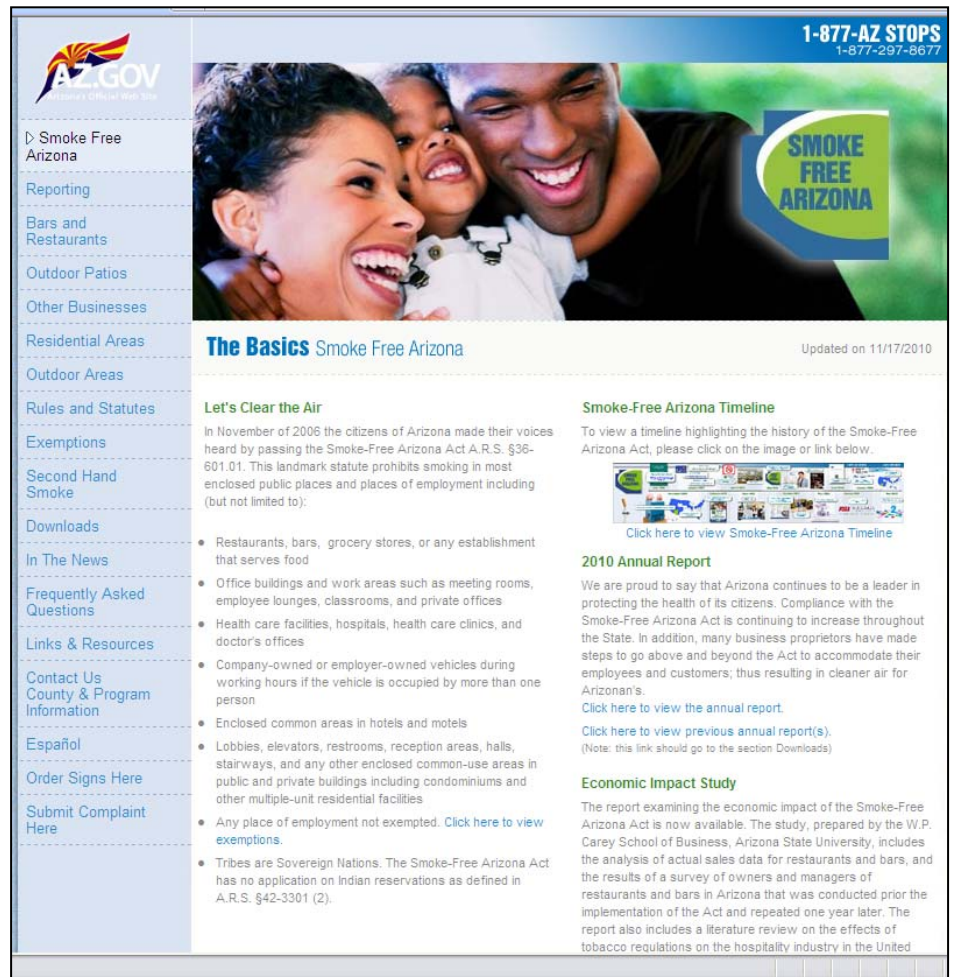 1-877-AZ STOPS
1-877-297-8677
AZ.GOV
Arizona's Official Web Site
SMOKE
FREE
ARIZONA
Smoke Free
Arizona
Reporting
Bars and
Restaurants
Outdoor Patios
Other Businesses
Residential Areas
Outdoor Areas
Rules and Statutes
Exemptions
Second Hand
Smoke
Downloads
In The News
Frequently Asked
Questions
Links & Resources
Contact Us
County & Program
Information
Español
Order Signs Here
Submit Complaint
Here
The Basics Smoke Free Arizona
Updated on 11/17/2010
Let's Clear the Air
In November of 2006 the citizens of Arizona made their voices
heard by passing the Smoke-Free Arizona Act A.R.S. §36-
601.01. This landmark statute prohibits smoking in most
enclosed public places and places of employment including
(but not limited to):
• Restaurants, bars, grocery stores, or any establishment
that serves food
• Office buildings and work areas such as meeting rooms,
employee lounges, classrooms, and private offices
• Health care facilities, hospitals, health care clinics, and
doctor's offices
• Company-owned or employer-owned vehicles during
working hours if the vehicle is occupied by more than one
person
• Enclosed common areas in hotels and motels
• Lobbies, elevators, restrooms, reception areas, halls,
stairways, and any other enclosed common-use areas in
public and private buildings including condominiums and
other multiple-unit residential facilities
• Any place of employment not exempted. Click here to view
exemptions.
• Tribes are Sovereign Nations. The Smoke-Free Arizona Act
has no application on Indian reservations as defined in
A.R.S. §42-3301 (2).
Smoke-Free Arizona Timeline
To view a timeline highlighting the history of the Smoke-Free
Arizona Act, please click on the image or link below.
Click here to view Smoke-Free Arizona Timeline
2010 Annual Report
We are proud to say that Arizona continues to be a leader in
protecting the health of its citizens. Compliance with the
Smoke-Free Arizona Act is continuing to increase throughout
the State. In addition, many business proprietors have made
steps to go above and beyond the Act to accommodate their
employees and customers; thus resulting in cleaner air for
Arizonan's.
Click here to view the annual report.
Click here to view previous annual report(s).
(Note: this link should go to the section Downloads)
Economic Impact Study
The report examining the economic impact of the Smoke-Free
Arizona Act is now available. The study, prepared by the W.P.
Carey School of Business, Arizona State University, includes
the analysis of actual sales data for restaurants and bars, and
the results of a survey of owners and managers of
restaurants and bars in Arizona that was conducted prior the
implementation of the Act and repeated one year later. The
report also includes a literature review on the effects of
tobacco regulations on the hospitality industry in the United